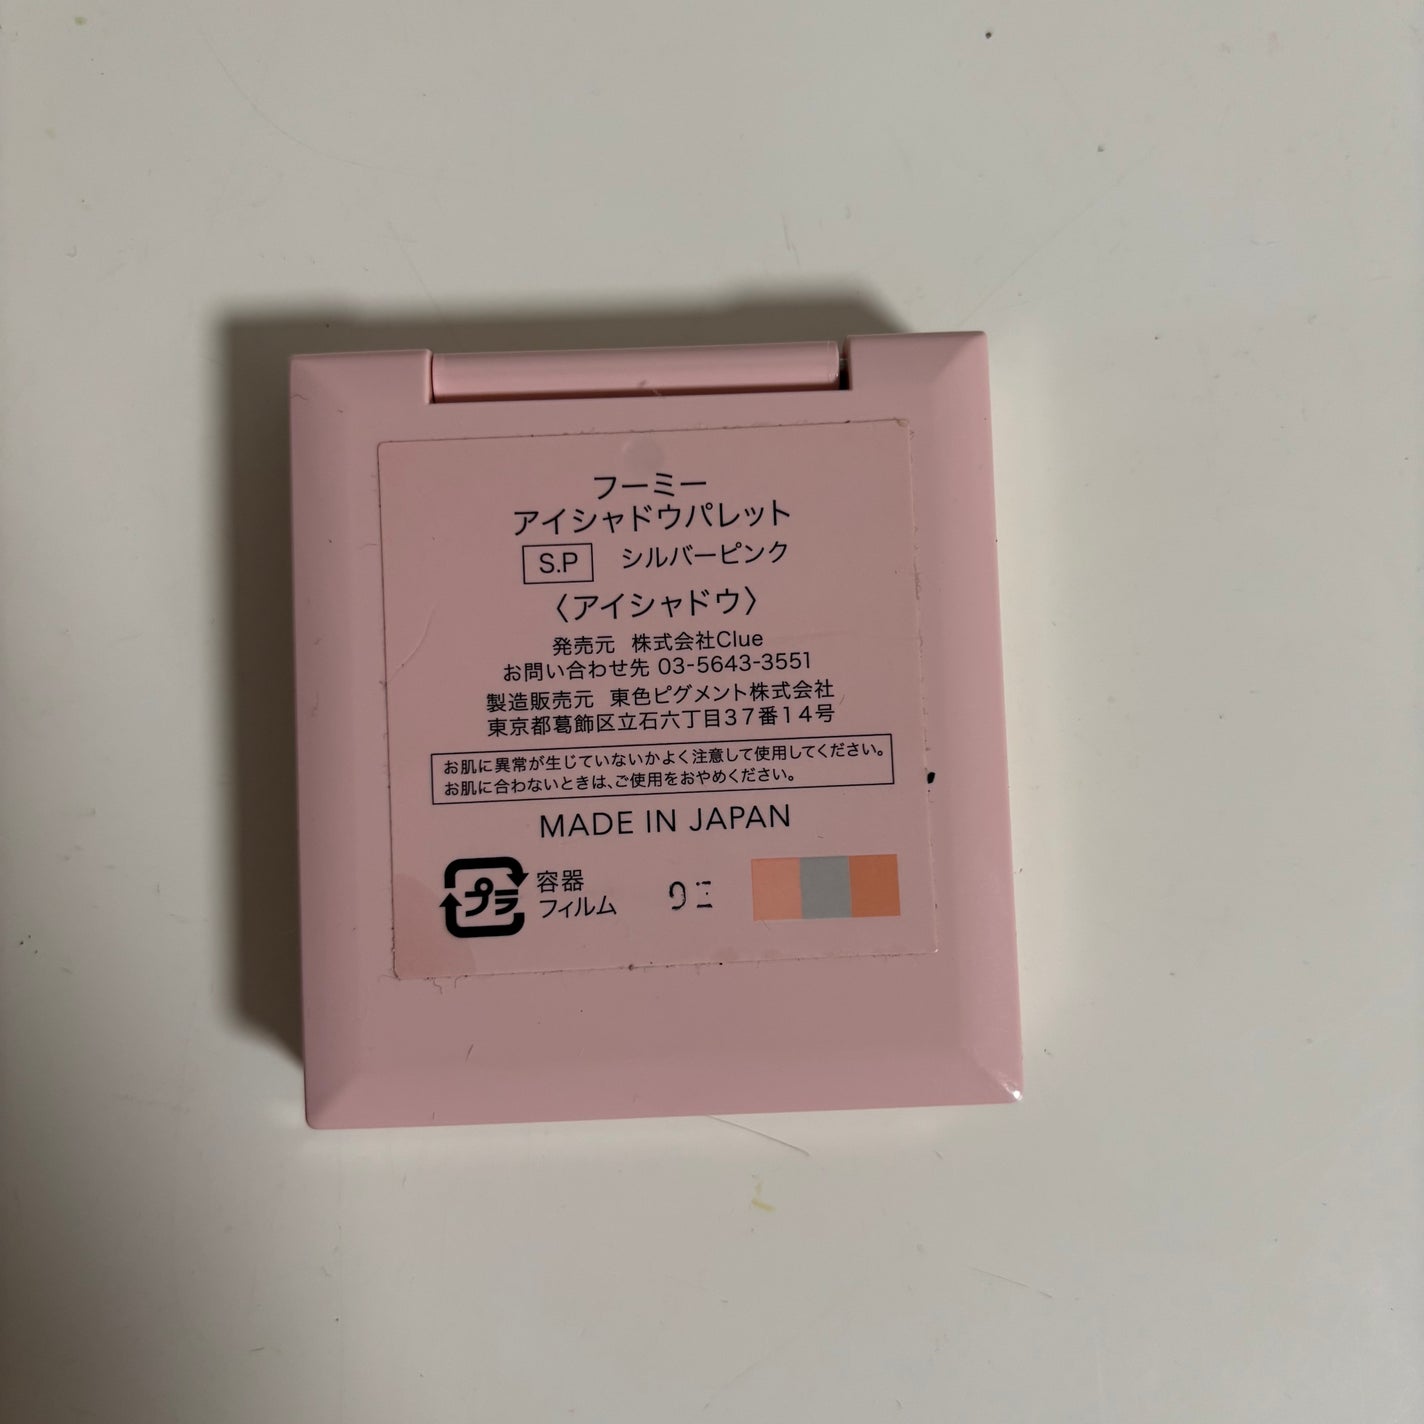 フーミー
アイシャドウパレット
S.P シルバーピンク
〈アイシャドウ〉
発売元 株式会社Clue
お問い合わせ先 03-5643-3551
製造販売元 東色ピグメント株式会社
東京都葛飾区立石六丁目37番14号
お肌に異常が生じていないかよく注意して使用してください。
お肌に合わないときは、ご使用をおやめください。
MADE IN JAPAN
プラ 容器
フィルム